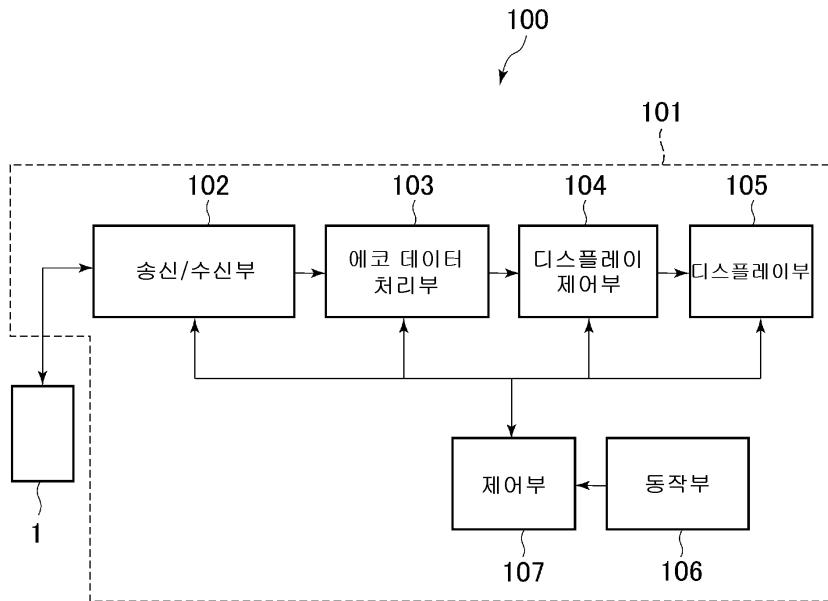 100
101
102
103
104
105
송신/수신부
에코 데이터
처리부
디스플레이
제어부
디스플레이부
제어부
동작부
1
107
106